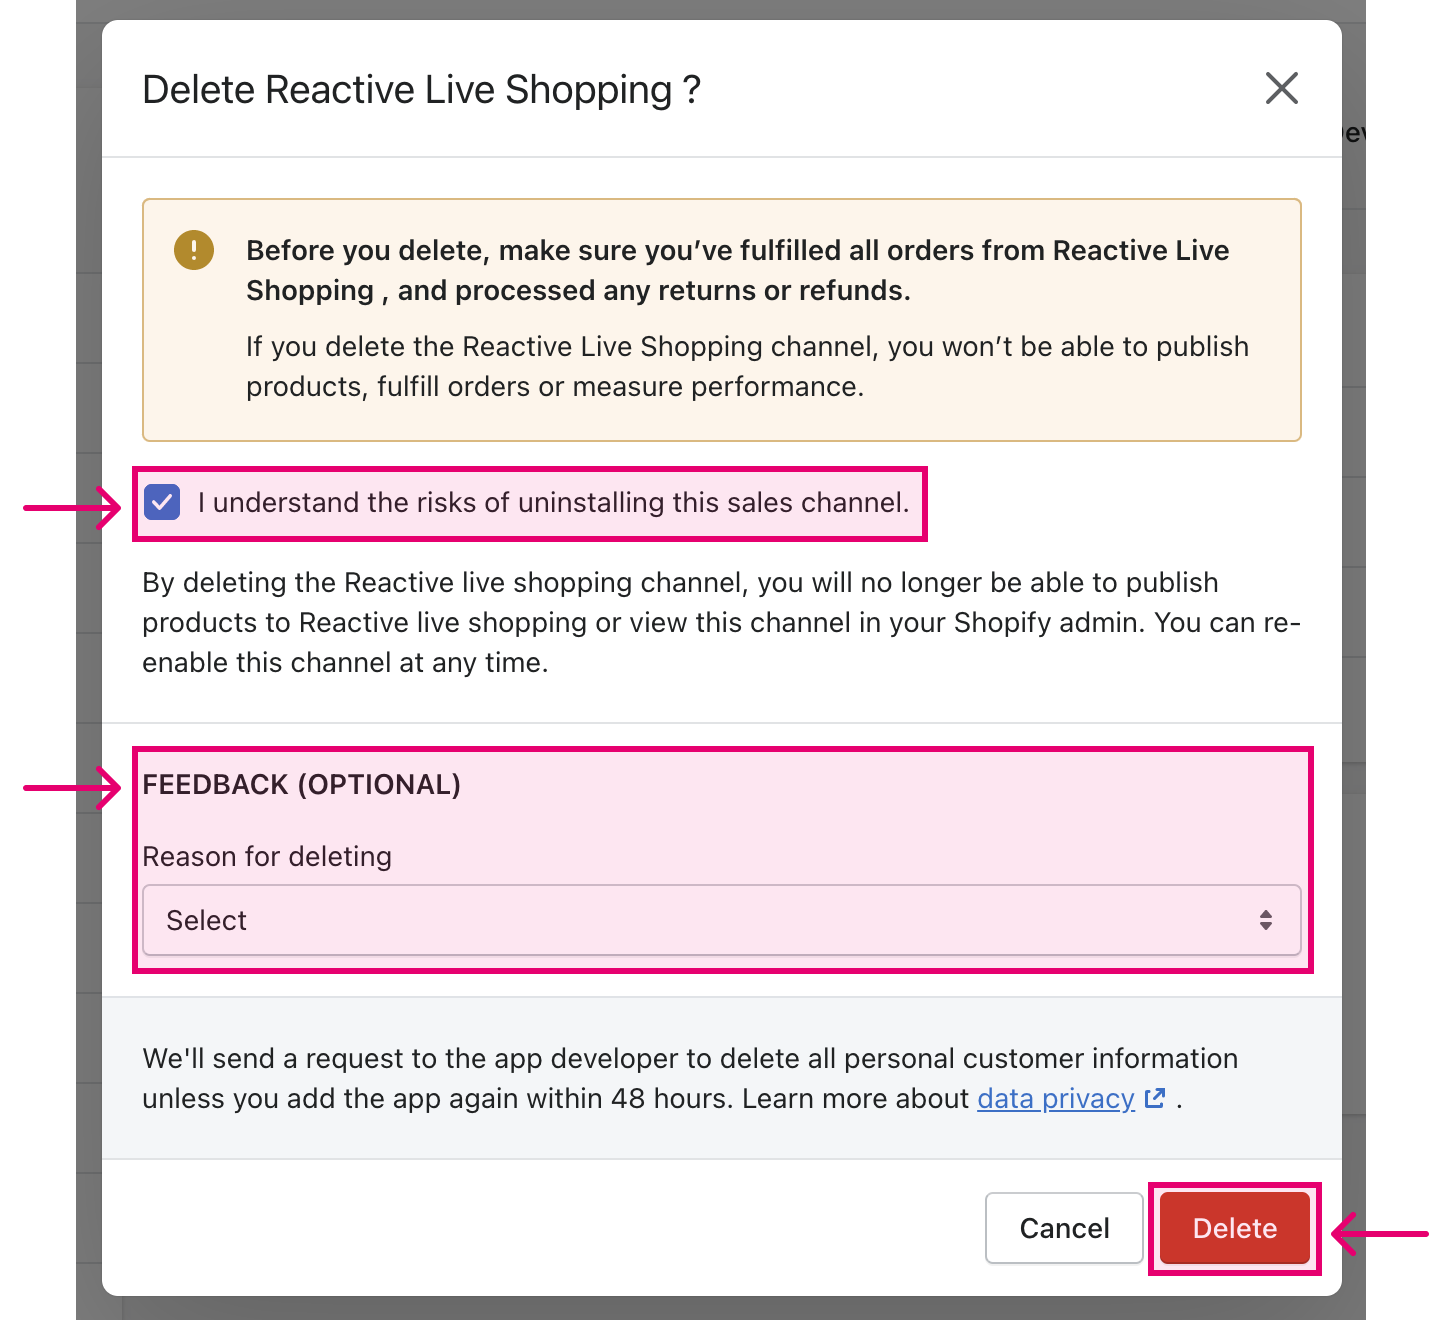 Delete Reactive Live Shopping ?
Before you delete, make sure you’ve fulfilled all orders from Reactive Live
Shopping , and processed any returns or refunds.
If you delete the Reactive Live Shopping channel, you won’t be able to publish
products, fulfill orders or measure performance.
I understand the risks of uninstalling this sales channel.
By deleting the Reactive live shopping channel, you will no longer be able to publish
products to Reactive live shopping or view this channel in your Shopify admin. You can re-
enable this channel at any time.
FEEDBACK (OPTIONAL)
Reason for deleting
Select
We'll send a request to the app developer to delete all personal customer information
unless you add the app again within 48 hours. Learn more about data privacy .
Cancel Delete